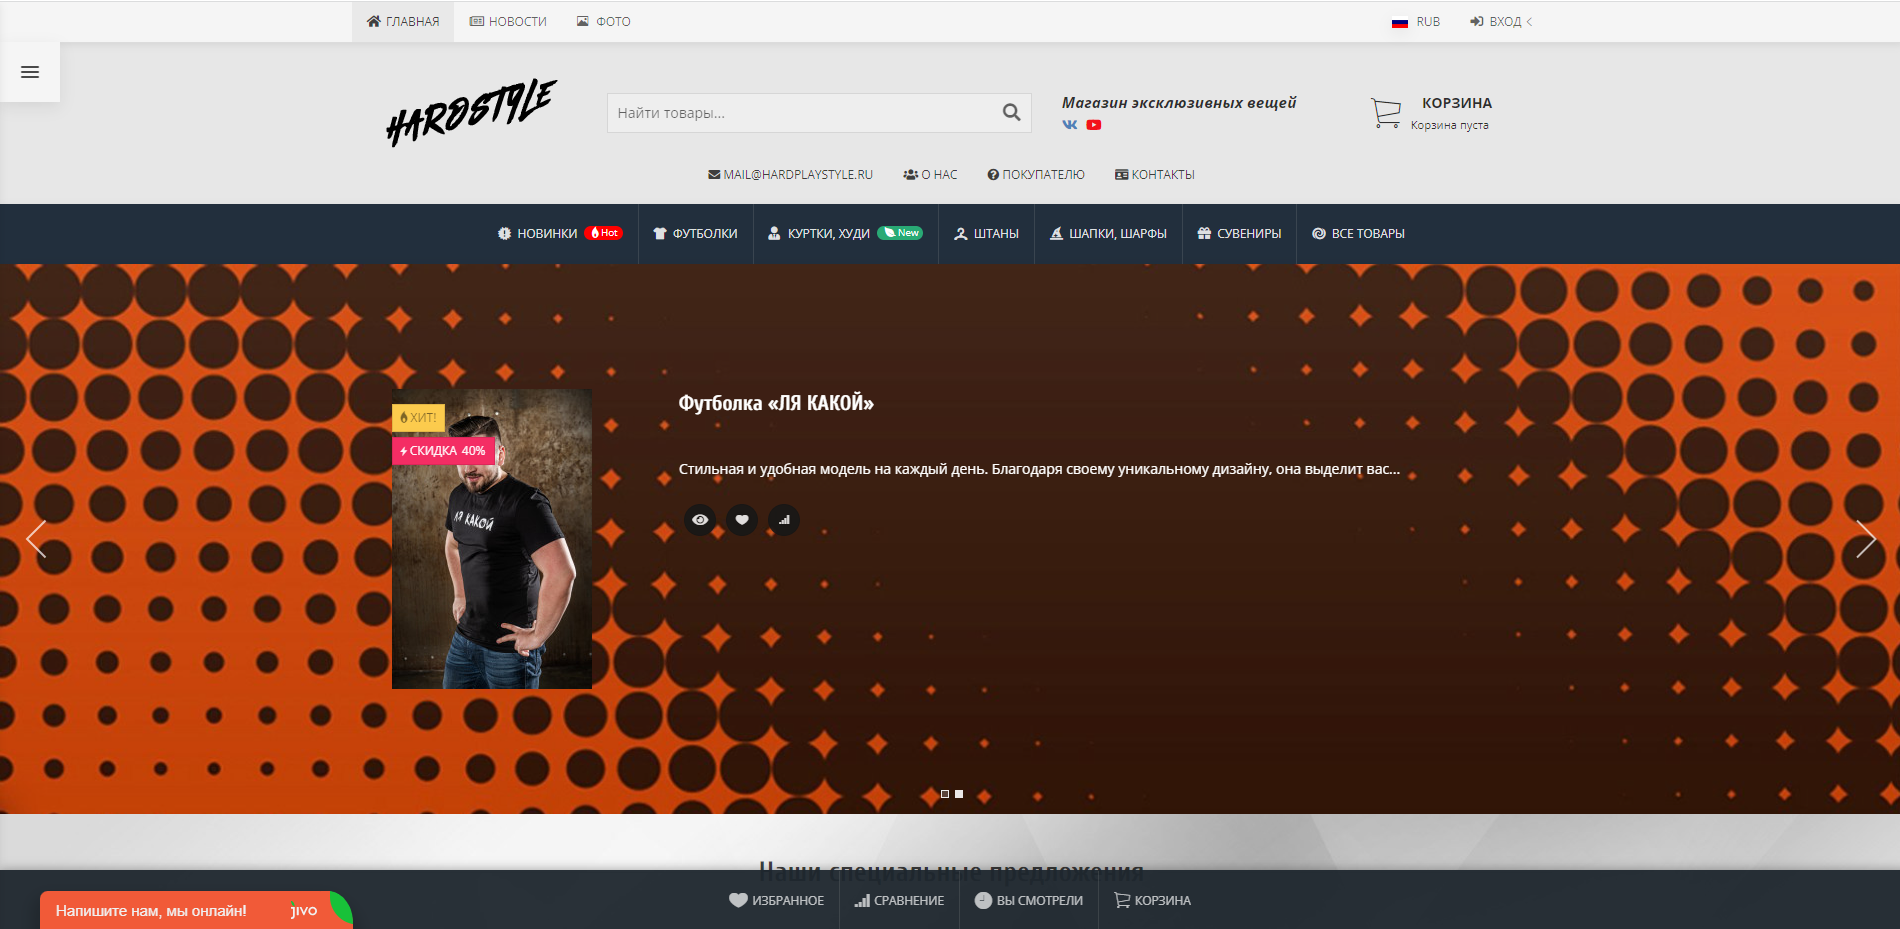 ГЛАВНАЯ НОВОСТИ ФОТО RUB ВХОД
HARDSTYLE
Найти товары...
Магазин эксклюзивных вещей
КОРЗИНА
Корзина пуста
MAIL@HARDPLAYSTYLE.RU О НАС ПОКУПАТЕЛЮ КОНТАКТЫ
НОВИНКИ Hot ФУТБОЛКИ КУРТКИ, ХУДИ New ШТАНЫ ШАПКИ, ШАРФЫ СУВЕНИРЫ ВСЕ ТОВАРЫ
ХИТ!
СКИДКА 40%
ЛЯ КАКОЙ
Футболка «ЛЯ КАКОЙ»
Стильная и удобная модель на каждый день. Благодаря своему уникальному дизайну, она выделит вас...
Наши специальные предложения
ИЗБРАННОЕ СРАВНЕНИЕ ВЫ СМОТРЕЛИ КОРЗИНА
Напишите нам, мы онлайн! jivo